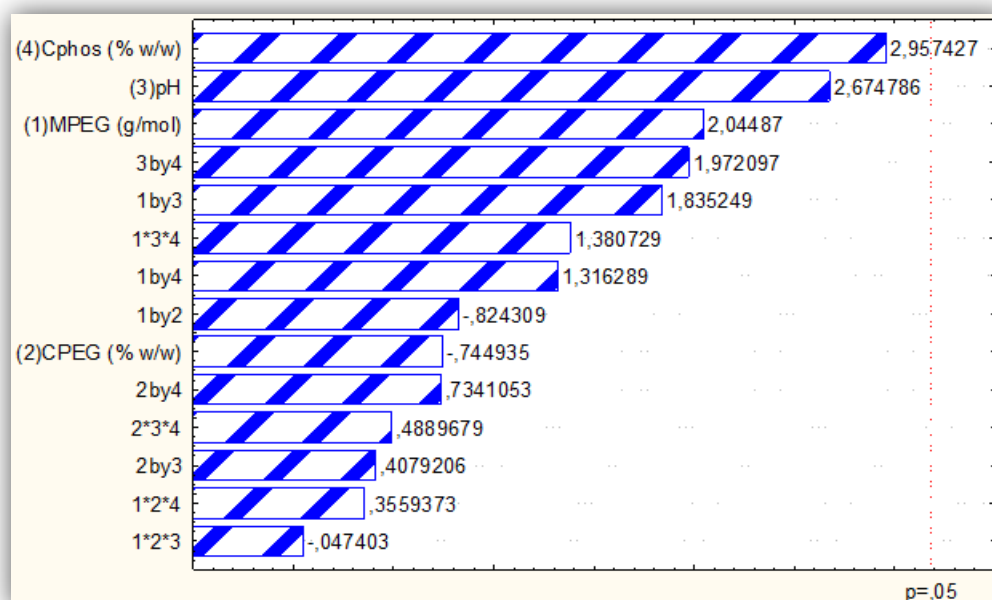 (4)Cphos (% w/w) 2,957427
(3)pH 2,674786
(1)MPEG (g/mol) 2,04487
3by4 1,972097
1by3 1,835249
1*3*4 1,380729
1by4 1,316289
1by2 -,824309
(2)CPEG (% w/w) -,744935
2by4 ,7341053
2*3*4 ,4889679
2by3 ,4079206
1*2*4 ,3559373
1*2*3 -,047403
p=,05